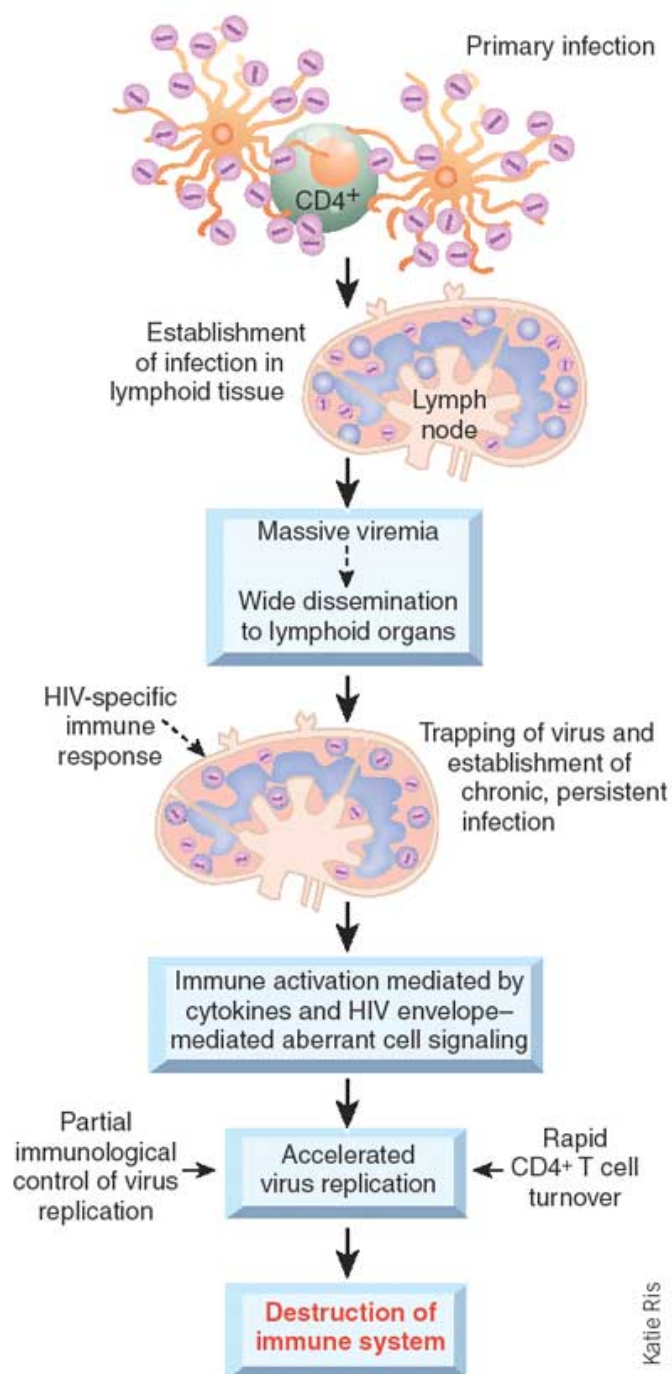 Primary infection
CD4+
Establishment
of infection in
lymphoid tissue
Lymph
node
Massive viremia
Wide dissemination
to lymphoid organs
HIV-specific
immune
response
Trapping of virus and
establishment of
chronic, persistent
infection
Immune activation mediated by
cytokines and HIV envelope–
mediated aberrant cell signaling
Partial
immunological
control of virus
replication
Accelerated
virus replication
Rapid
CD4+ T cell
turnover
Destruction of
immune system
Katie Ris